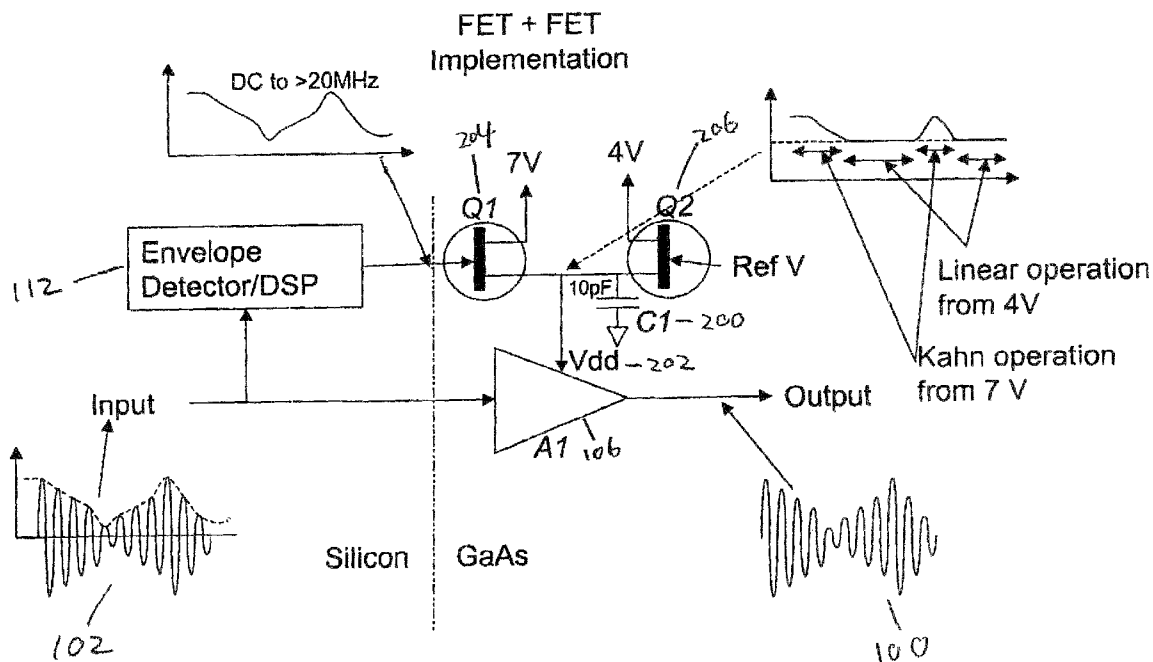 FET + FET
Implementation
DC to >20MHz
204
7V
4V
206
Q1
Q2
Envelope
Detector/DSP
112
Ref V
10pF
C1-200
Linear operation
from 4V
Vdd-202
Kahn operation
from 7 V
Input
Output
A1
106
Silicon
GaAs
102
100